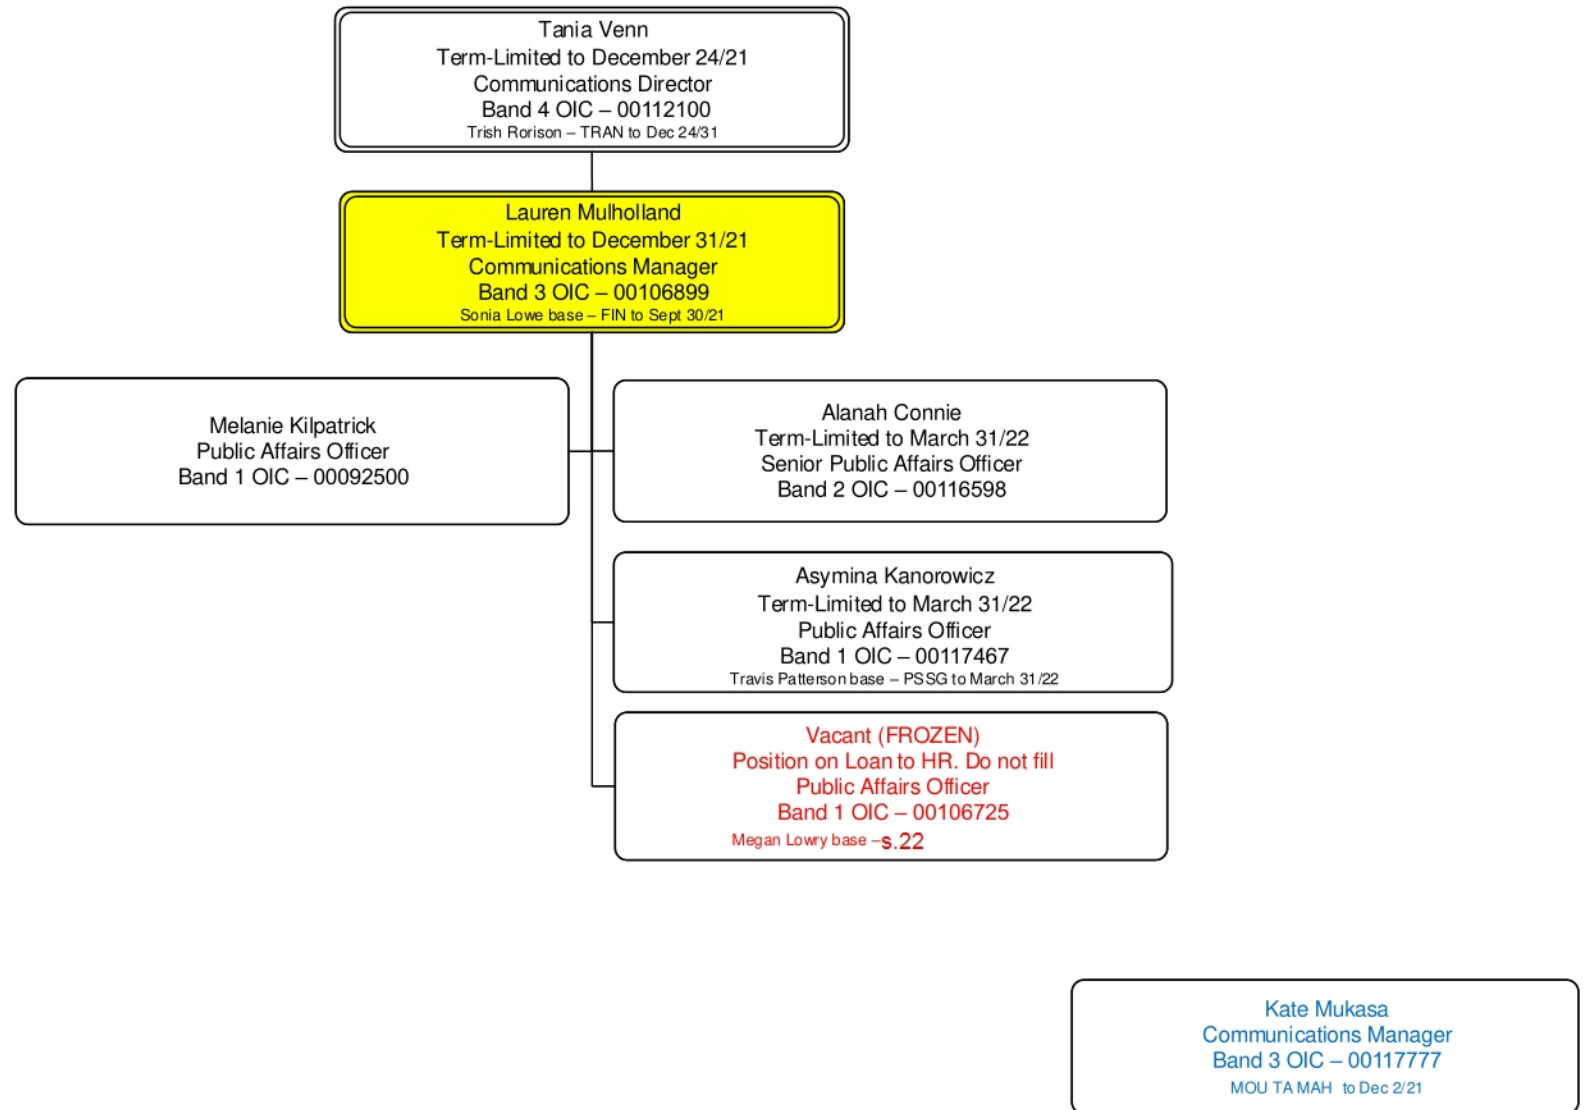 Tania Venn
Term-Limited to December 24/21
Communications Director
Band 4 OIC – 00112100
Trish Rorison – TRAN to Dec 24/31
Lauren Mulholland
Term-Limited to December 31/21
Communications Manager
Band 3 OIC – 00106899
Sonia Lowe base – FIN to Sept 30/21
Melanie Kilpatrick
Public Affairs Officer
Band 1 OIC – 00092500
Alanah Connie
Term-Limited to March 31/22
Senior Public Affairs Officer
Band 2 OIC – 00116598
Asymina Kanorowicz
Term-Limited to March 31/22
Public Affairs Officer
Band 1 OIC – 00117467
Travis Patterson base – PSSG to March 31/22
Vacant (FROZEN)
Position on Loan to HR. Do not fill
Public Affairs Officer
Band 1 OIC – 00106725
Megan Lowry base –s.22
Kate Mukasa
Communications Manager
Band 3 OIC – 00117777
MOU TA MAH to Dec 2/21